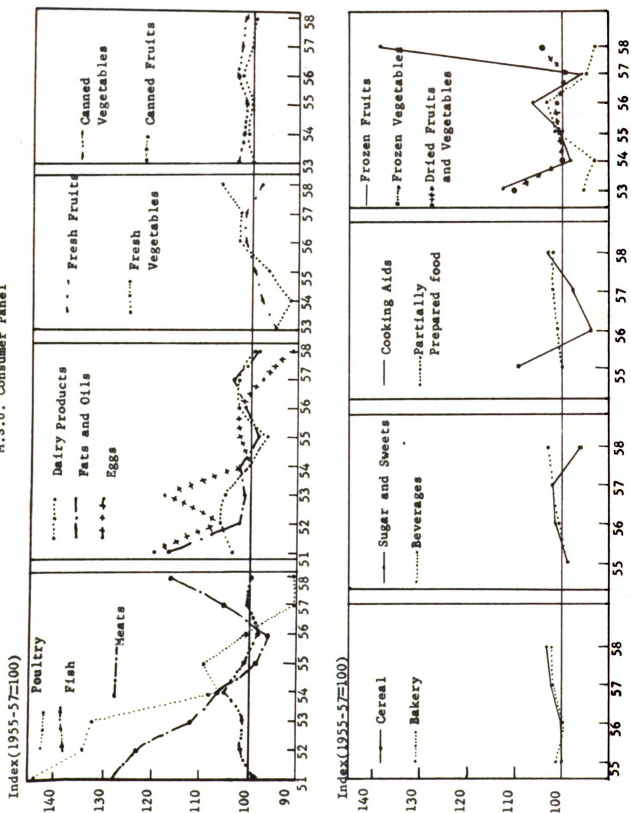 M.S.U. Consumer Panel
Index(1955-57=100)
140
130
120
110
100
90
Poultry
Fish
Meats
51 52 53 54 55 56 57 58
Dairy Products
Fats and Oils
Eggs
51 52 53 54 55 56 57 58
Fresh Fruits
Fresh
Vegetables
53 54 55 56 57 58
Canned
Vegetables
Canned Fruits
53 54 55 56 57 58
Index(1955-57=100)
140
120
100
Cereal
Bakery
55 56 57 58
Sugar and Sweets
Beverages
55 56 57 58
Cooking Aids
Partially
Prepared food
55 56 57 58
Frozen Fruits
Frozen Vegetables
Dried Fruits
and Vegetables
53 54 55 56 57 58